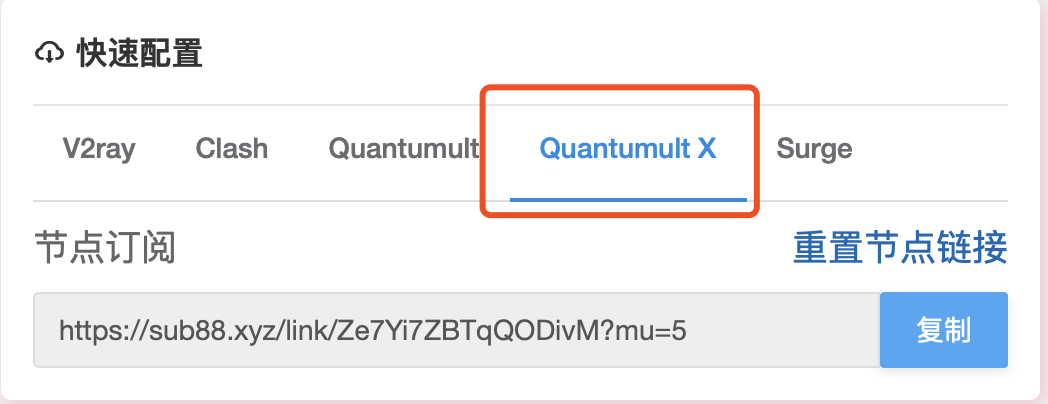 快速配置
V2ray Clash Quantumult Quantumult X Surge
节点订阅 重置节点链接
https://sub88.xyz/link/Ze7Yi7ZBTqQODivM?mu=5 复制